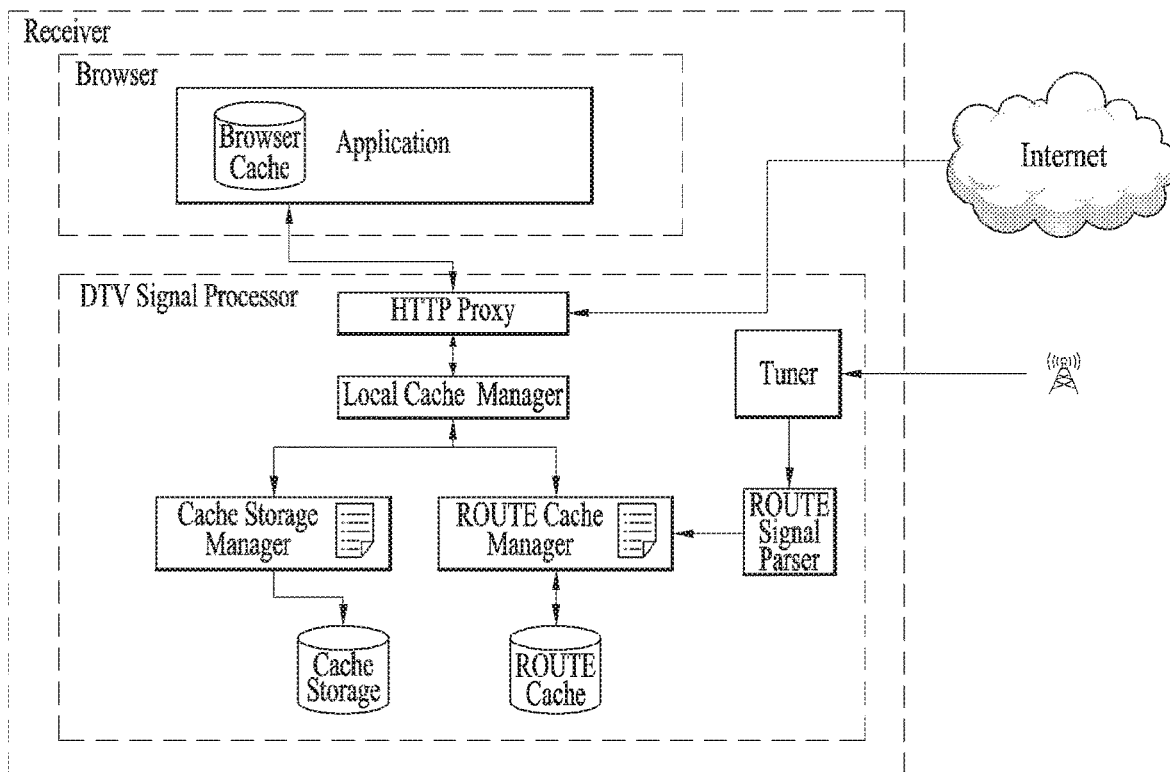 Receiver
Browser
Browser
Cache
Application
Internet
DTV Signal Processor
HTTP Proxy
Tuner
Local Cache Manager
Cache Storage
Manager
ROUTE Cache
Manager
ROUTE
Signal
Parser
Cache
Storage
ROUTE
Cache